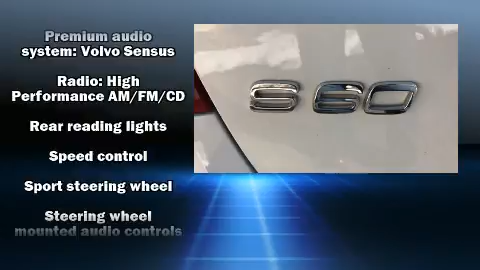 Premium audio
system: Volvo Sensus
Radio: High
Performance AM/FM/CD
Rear reading lights
Speed control
Sport steering wheel
Steering wheel
mounted audio controls
S60